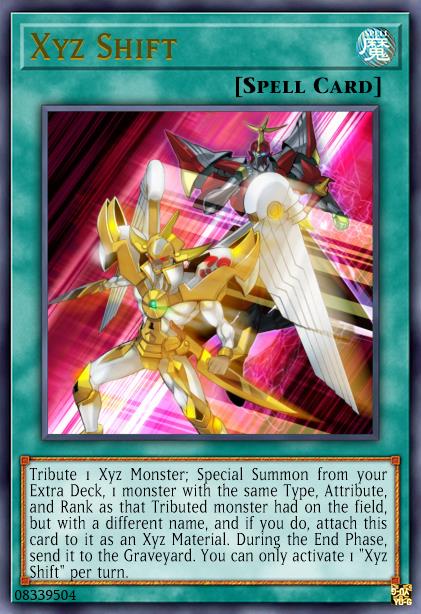 Xyz Shift
SPELL
魔
[Spell Card]
Tribute 1 Xyz Monster; Special Summon from your
Extra Deck, 1 monster with the same Type, Attribute,
and Rank as that Tributed monster had on the field,
but with a different name, and if you do, attach this
card to it as an Xyz Material. During the End Phase,
send it to the Graveyard. You can only activate 1 "Xyz
Shift" per turn.
08339504